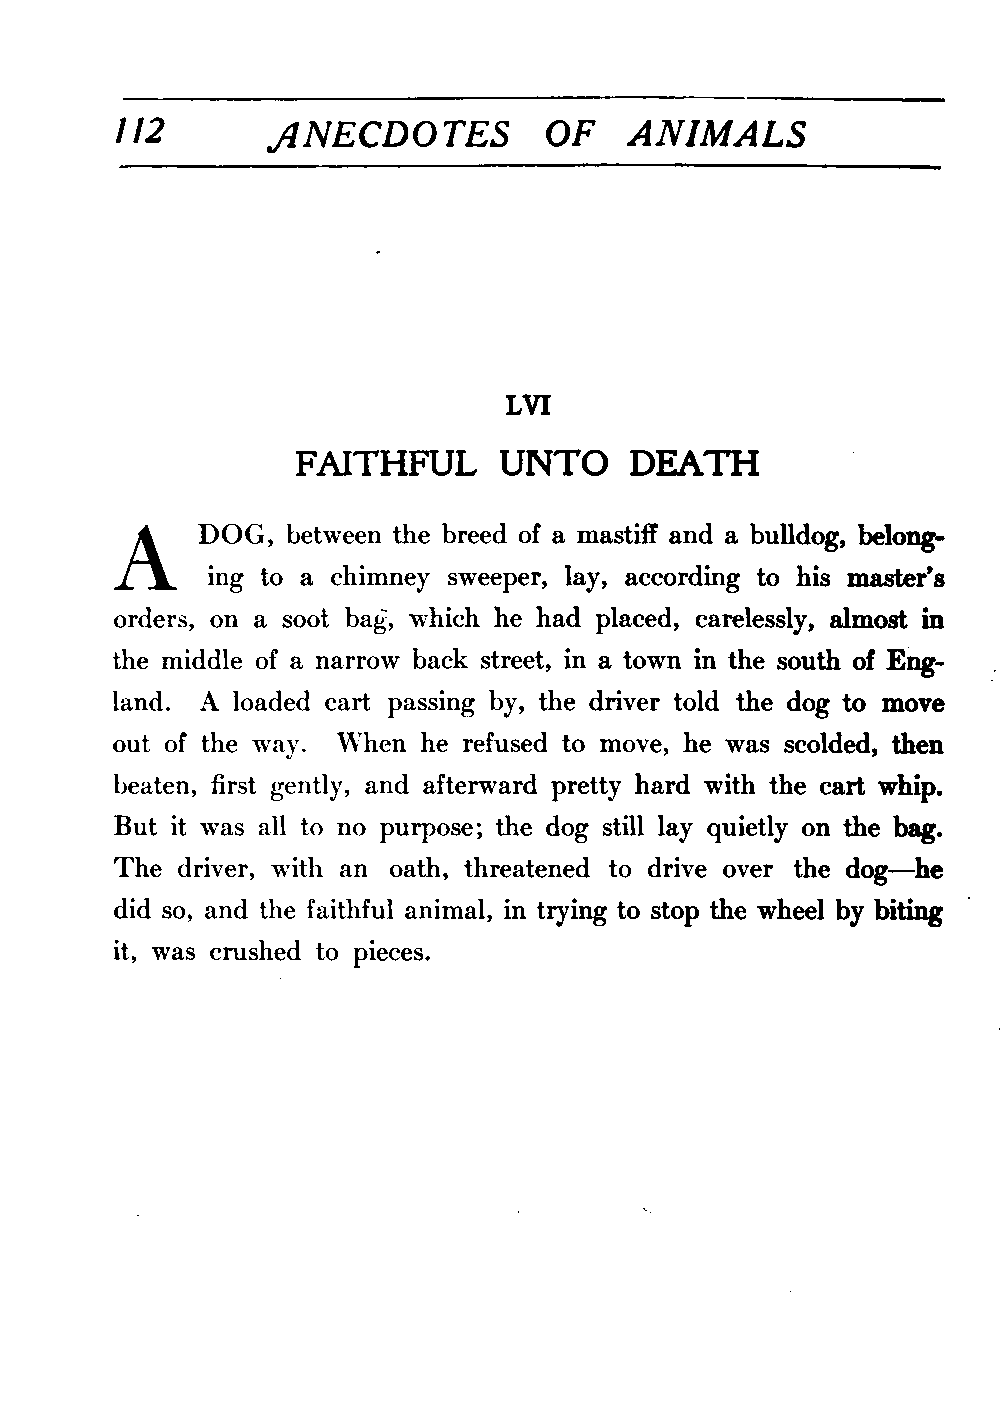 112 ANECDOTES OF ANIMALS
LVI
FAITHFUL UNTO DEATH
A DOG, between the breed of a mastiff and a bulldog, belong-
ing to a chimney sweeper, lay, according to his master's
orders, on a soot bag, which he had placed, carelessly, almost in
the middle of a narrow back street, in a town in the south of Eng-
land. A loaded cart passing by, the driver told the dog to move
out of the way. When he refused to move, he was scolded, then
beaten, first gently, and afterward pretty hard with the cart whip.
But it was all to no purpose; the dog still lay quietly on the bag.
The driver, with an oath, threatened to drive over the dog—he
did so, and the faithful animal, in trying to stop the wheel by biting
it, was crushed to pieces.